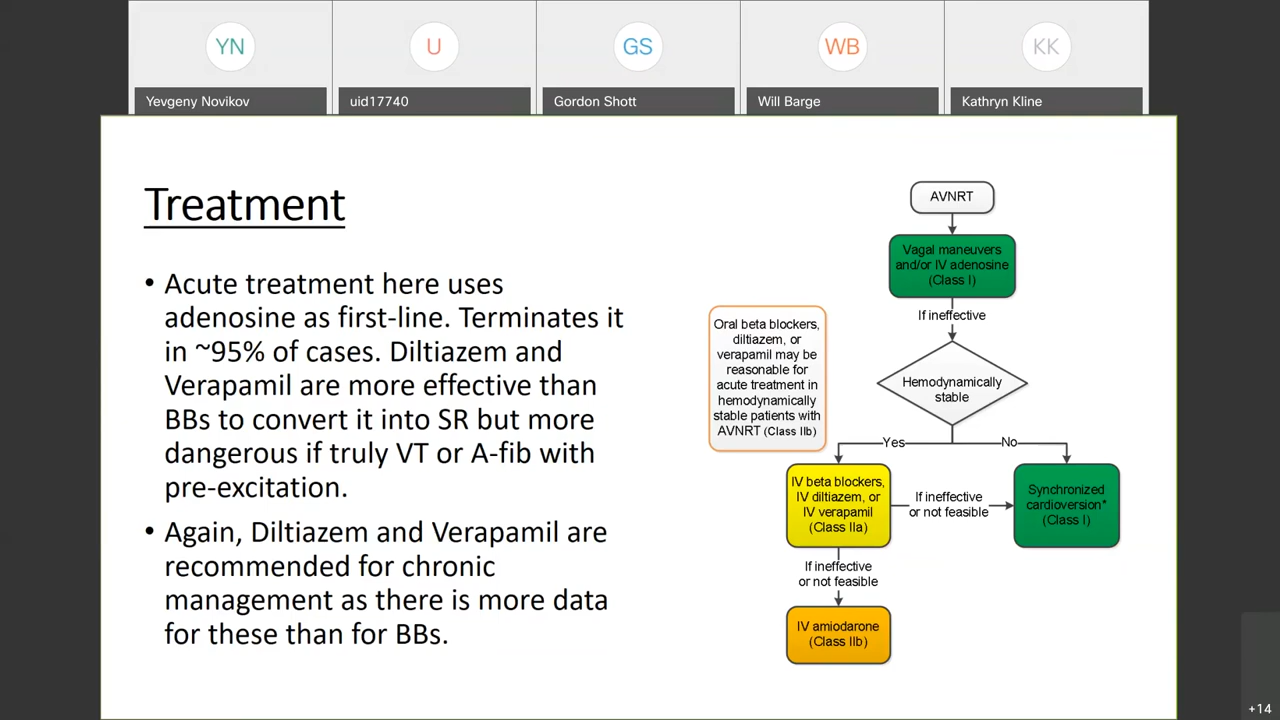 YN
U
GS
WB
KK
Yevgeny Novikov
uid17740
Gordon Shott
Will Barge
Kathryn Kline
Treatment
• Acute treatment here uses
adenosine as first-line. Terminates it
in ~95% of cases. Diltiazem and
Verapamil are more effective than
BBs to convert it into SR but more
dangerous if truly VT or A-fib with
pre-excitation.
• Again, Diltiazem and Verapamil are
recommended for chronic
management as there is more data
for these than for BBs.
AVNRT
Vagal maneuvers
and/or IV adenosine
(Class I)
If ineffective
Oral beta blockers,
diltiazem, or
verapamil may be
reasonable for
acute treatment in
hemodynamically
stable patients with
AVNRT (Class IIb)
Hemodynamically
stable
Yes
No
IV beta blockers,
IV diltiazem, or
IV verapamil
(Class IIa)
If ineffective
or not feasible
Synchronized
cardioversion*
(Class I)
If ineffective
or not feasible
IV amiodarone
(Class IIb)
+14